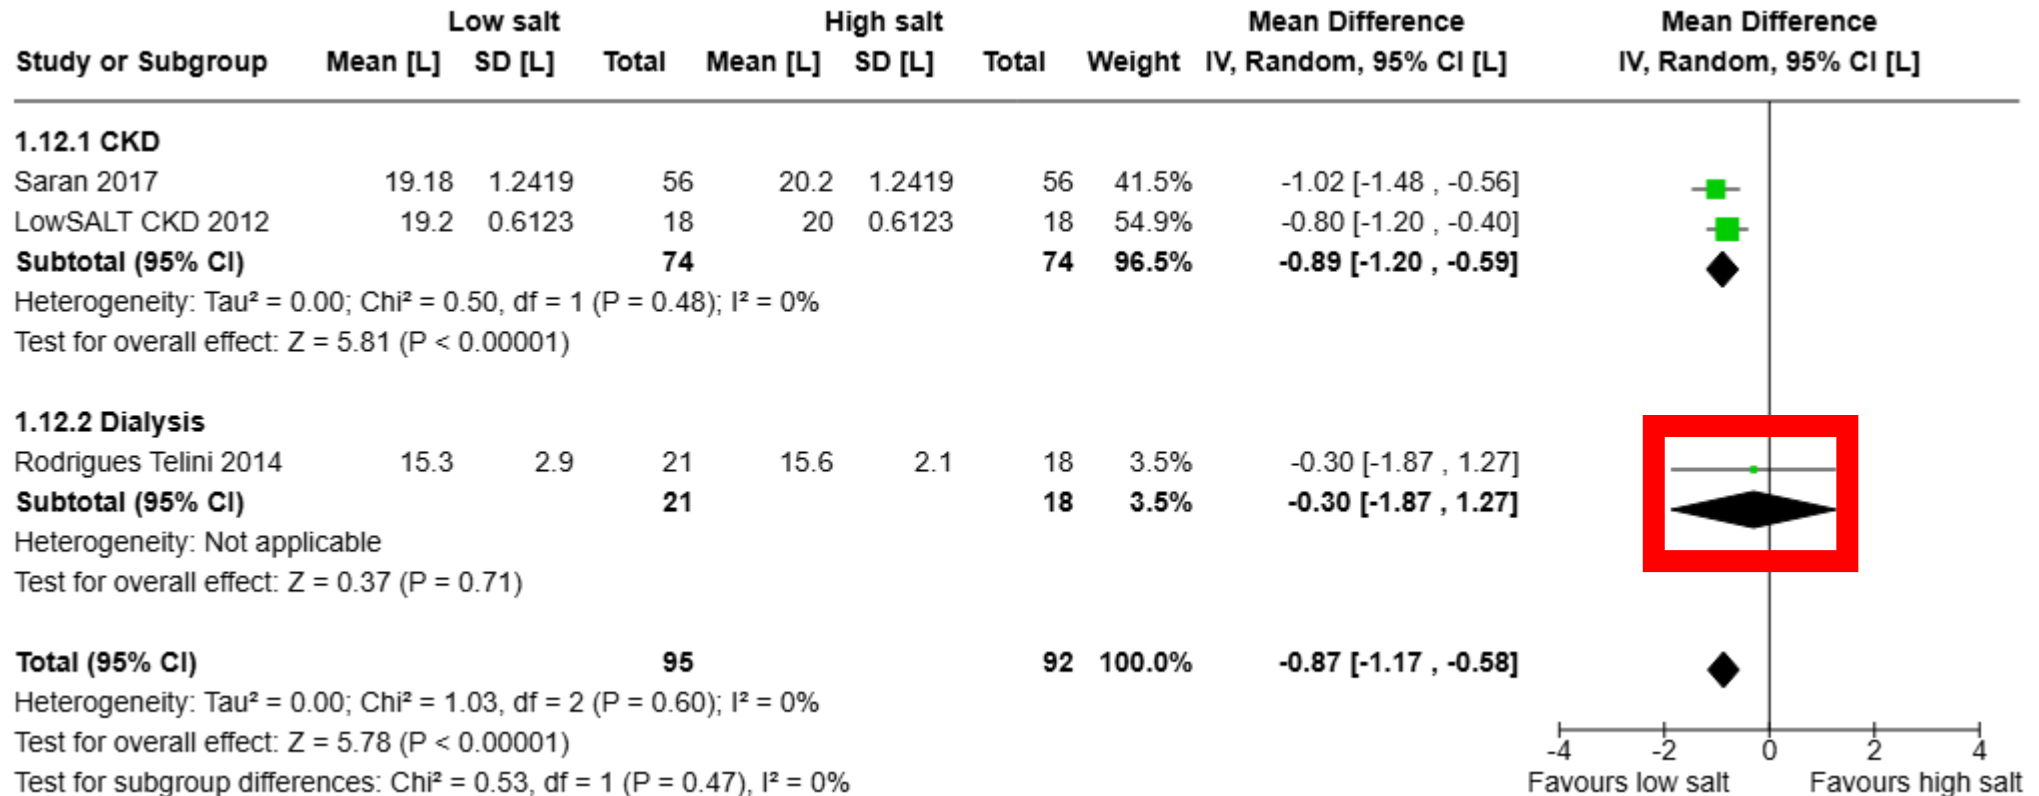 Low salt High salt Mean Difference Mean Difference
Study or Subgroup Mean [L] SD [L] Total Mean [L] SD [L] Total Weight IV, Random, 95% CI [L] IV, Random, 95% CI [L]
1.12.1 CKD
Saran 2017 19.18 1.2419 56 20.2 1.2419 56 41.5% -1.02 [-1.48 , -0.56]
LowSALT CKD 2012 19.2 0.6123 18 20 0.6123 18 54.9% -0.80 [-1.20 , -0.40]
Subtotal (95% CI) 74 74 96.5% -0.89 [-1.20 , -0.59]
Heterogeneity: Tau² = 0.00; Chi² = 0.50, df = 1 (P = 0.48); I² = 0%
Test for overall effect: Z = 5.81 (P < 0.00001)
1.12.2 Dialysis
Rodrigues Telini 2014 15.3 2.9 21 15.6 2.1 18 3.5% -0.30 [-1.87 , 1.27]
Subtotal (95% CI) 21 18 3.5% -0.30 [-1.87 , 1.27]
Heterogeneity: Not applicable
Test for overall effect: Z = 0.37 (P = 0.71)
Total (95% CI) 95 92 100.0% -0.87 [-1.17 , -0.58]
Heterogeneity: Tau² = 0.00; Chi² = 1.03, df = 2 (P = 0.60); I² = 0%
Test for overall effect: Z = 5.78 (P < 0.00001) -4 -2 0 2 4
Test for subgroup differences: Chi² = 0.53, df = 1 (P = 0.47), I² = 0% Favours low salt Favours high salt